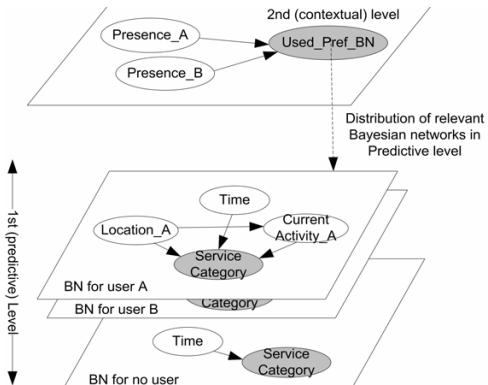 2nd (contextual) level
Presence_A
Used_Pref_BN
Presence_B
Distribution of relevant
Bayesian networks in
Predictive level
1st (predictive) Level
Time
Location_A
Current
Activity_A
Service
Category
BN for user A
Category
BN for user B
Time
Service
Category
BN for no user